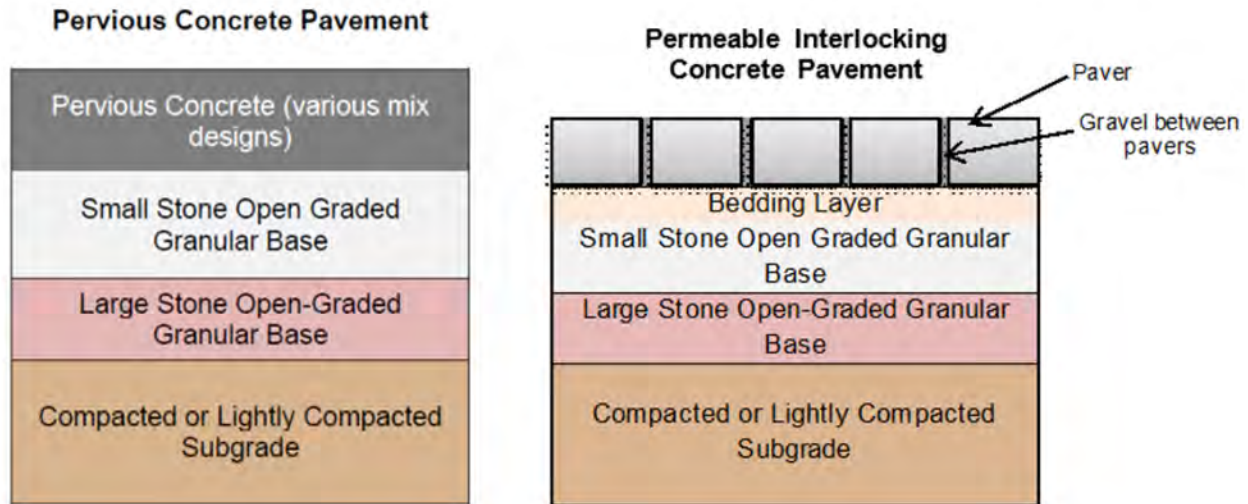 Pervious Concrete Pavement
Pervious Concrete (various mix
designs)
Small Stone Open Graded
Granular Base
Large Stone Open-Graded
Granular Base
Compacted or Lightly Compacted
Subgrade
Permeable Interlocking
Concrete Pavement
Paver
Gravel between
pavers
Bedding Layer
Small Stone Open Graded Granular
Base
Large Stone Open-Graded Granular
Base
Compacted or Lightly Compacted
Subgrade